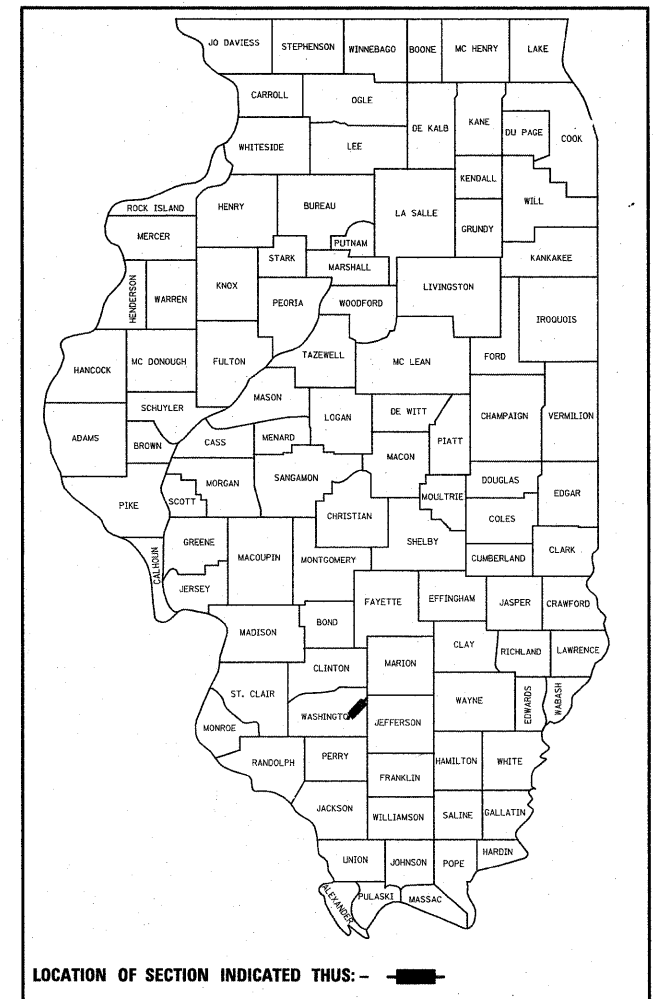 JO DAVIESS
STEPHENSON
WINNEBAGO
BOONE
MC HENRY
LAKE
CARROLL
OGLE
DE KALB
KANE
DU PAGE
COOK
WHITESIDE
LEE
KENDALL
WILL
ROCK ISLAND
HENRY
BUREAU
LA SALLE
GRUNDY
MERCER
PUTNAM
STARK
MARSHALL
KANKAKEE
HENDERSON
WARREN
KNOX
PEORIA
WOODFORD
LIVINGSTON
IROQUOIS
HANCOCK
MC DONOUGH
FULTON
TAZEWELL
MC LEAN
FORD
SCHUYLER
MASON
LOGAN
DE WITT
CHAMPAIGN
VERMILION
ADAMS
BROWN
CASS
MENARD
MACON
PIATT
MORGAN
SANGAMON
DOUGLAS
EDGAR
PIKE
SCOTT
CHRISTIAN
MOULTRIE
COLES
CALHOUN
GREENE
MACOUPIN
MONTGOMERY
SHELBY
CUMBERLAND
CLARK
JERSEY
FAYETTE
EFFINGHAM
JASPER
CRAWFORD
MADISON
BOND
CLAY
RICHLAND
LAWRENCE
CLINTON
MARION
ST. CLAIR
WAYNE
EDWARDS
WABASH
MONROE
WASHINGTON
JEFFERSON
RANDOLPH
PERRY
HAMILTON
WHITE
FRANKLIN
JACKSON
WILLIAMSON
SALINE
GALLATIN
UNION
JOHNSON
POPE
HARDIN
ALEXANDER
PULASKI
MASSAC
LOCATION OF SECTION INDICATED THUS: -